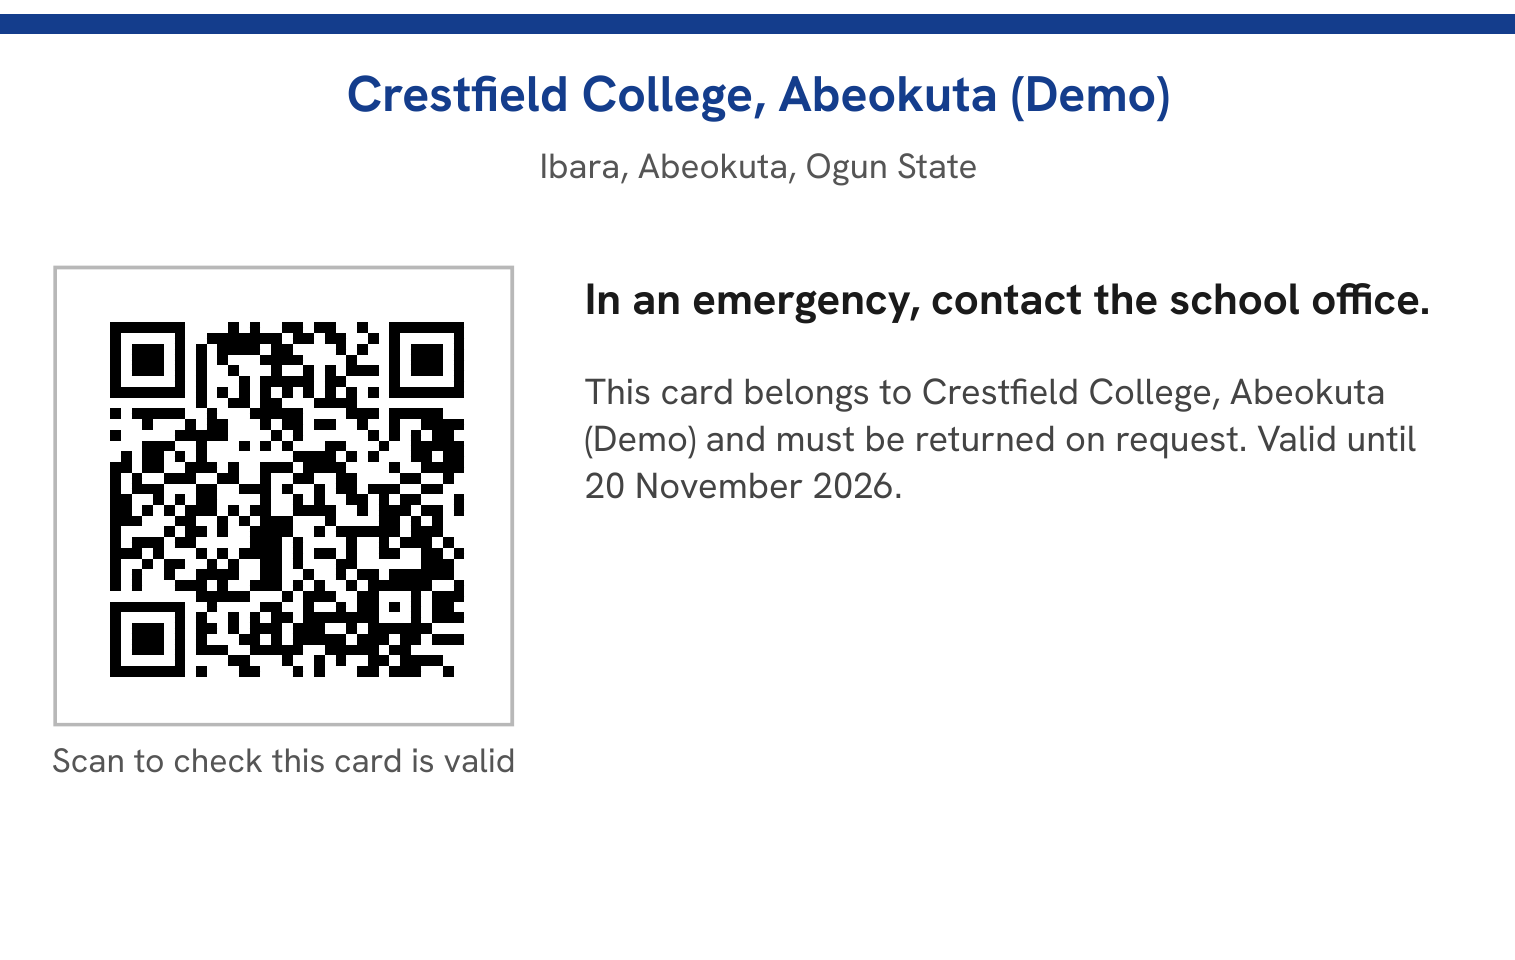 Crestfield College, Abeokuta (Demo)
Ibara, Abeokuta, Ogun State
In an emergency, contact the school office.
This card belongs to Crestfield College, Abeokuta
(Demo) and must be returned on request. Valid until
20 November 2026.
Scan to check this card is valid